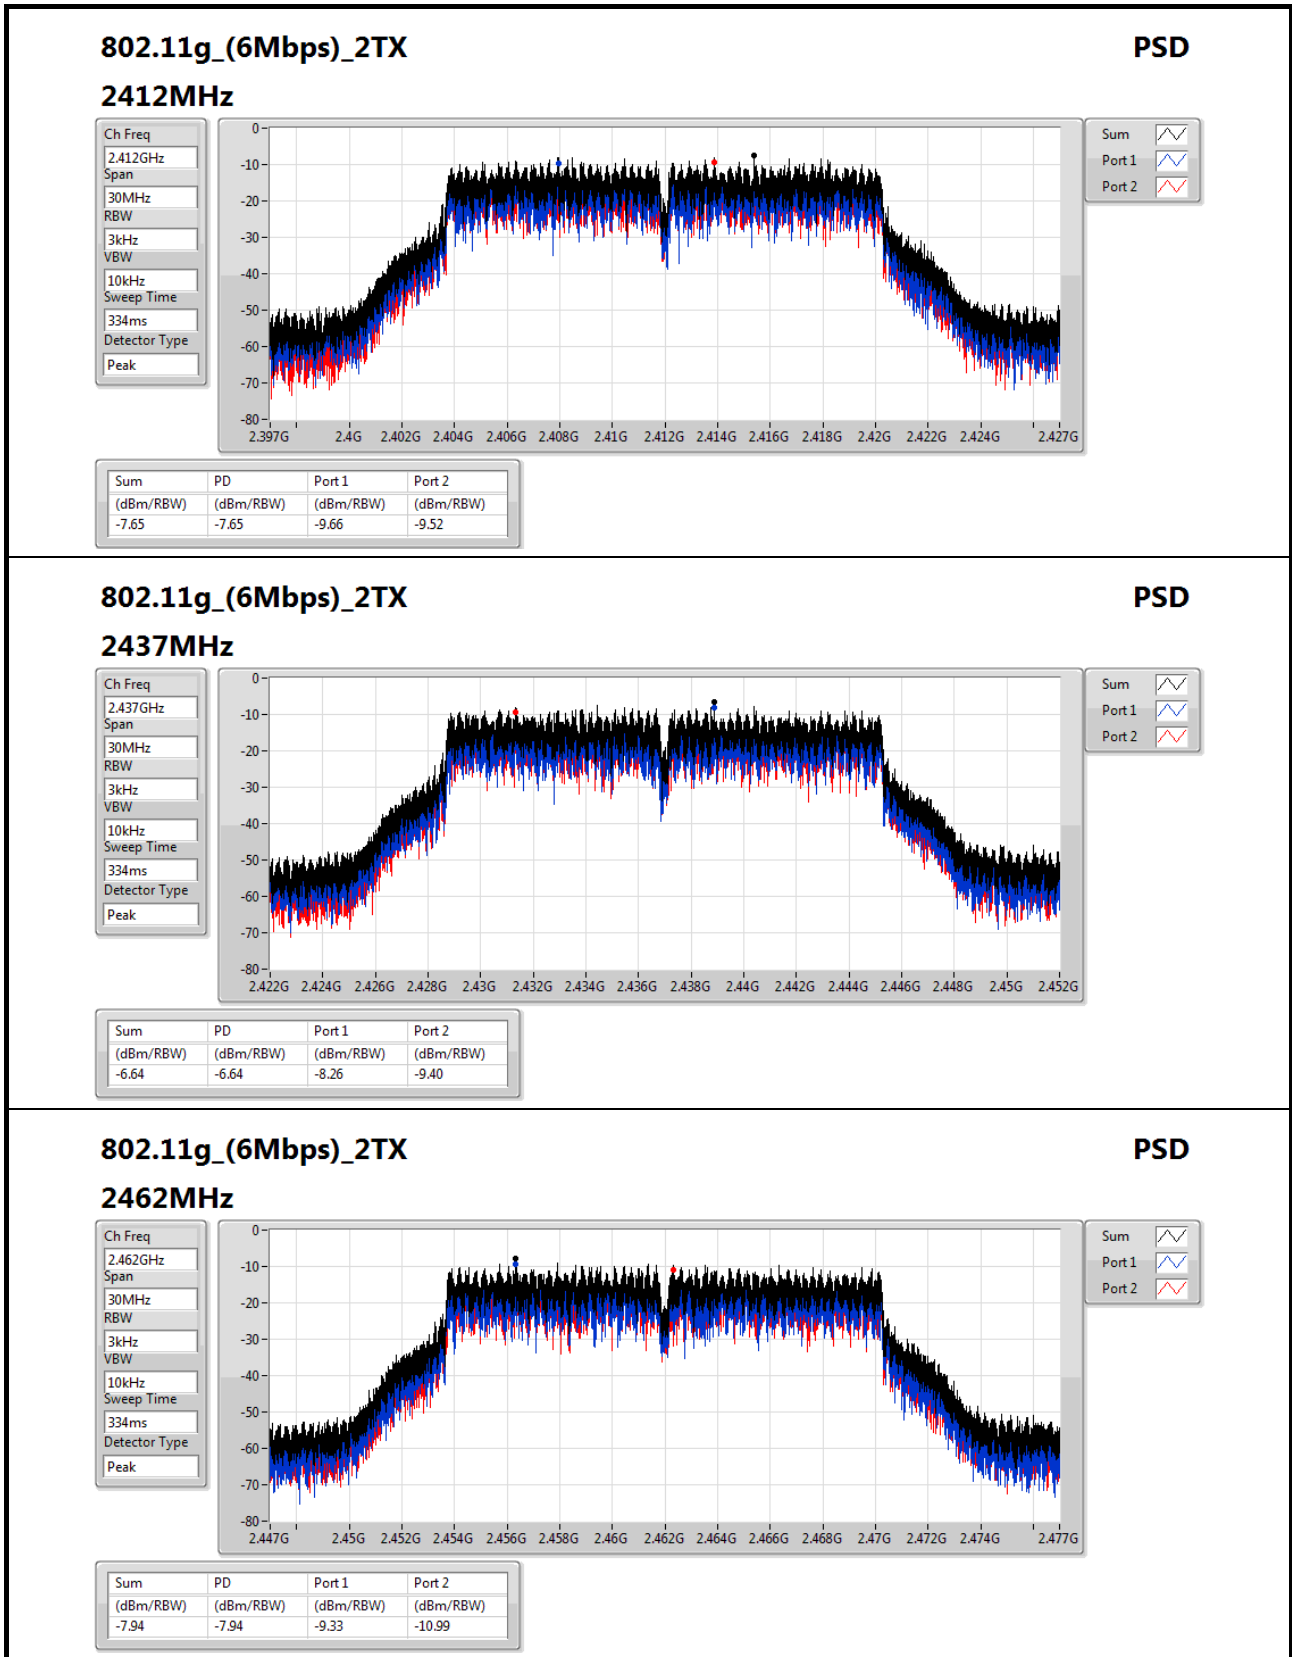 802.11g_(6Mbps)_2TX PSD
2412MHz
Ch Freq
2.412GHz
Span
30MHz
RBW
3kHz
VBW
10kHz
Sweep Time
334ms
Detector Type
Peak
0
-10
-20
-30
-40
-50
-60
-70
-80
2.397G 2.4G 2.402G 2.404G 2.406G 2.408G 2.41G 2.412G 2.414G 2.416G 2.418G 2.42G 2.422G 2.424G 2.427G
Sum
Port 1
Port 2
Sum PD Port 1 Port 2
(dBm/RBW) (dBm/RBW) (dBm/RBW) (dBm/RBW)
-7.65 -7.65 -9.66 -9.52
802.11g_(6Mbps)_2TX PSD
2437MHz
Ch Freq
2.437GHz
Span
30MHz
RBW
3kHz
VBW
10kHz
Sweep Time
334ms
Detector Type
Peak
0
-10
-20
-30
-40
-50
-60
-70
-80
2.422G 2.424G 2.426G 2.428G 2.43G 2.432G 2.434G 2.436G 2.438G 2.44G 2.442G 2.444G 2.446G 2.448G 2.45G 2.452G
Sum
Port 1
Port 2
Sum PD Port 1 Port 2
(dBm/RBW) (dBm/RBW) (dBm/RBW) (dBm/RBW)
-6.64 -6.64 -8.26 -9.40
802.11g_(6Mbps)_2TX PSD
2462MHz
Ch Freq
2.462GHz
Span
30MHz
RBW
3kHz
VBW
10kHz
Sweep Time
334ms
Detector Type
Peak
0
-10
-20
-30
-40
-50
-60
-70
-80
2.447G 2.45G 2.452G 2.454G 2.456G 2.458G 2.46G 2.462G 2.464G 2.466G 2.468G 2.47G 2.472G 2.474G 2.477G
Sum
Port 1
Port 2
Sum PD Port 1 Port 2
(dBm/RBW) (dBm/RBW) (dBm/RBW) (dBm/RBW)
-7.94 -7.94 -9.33 -10.99